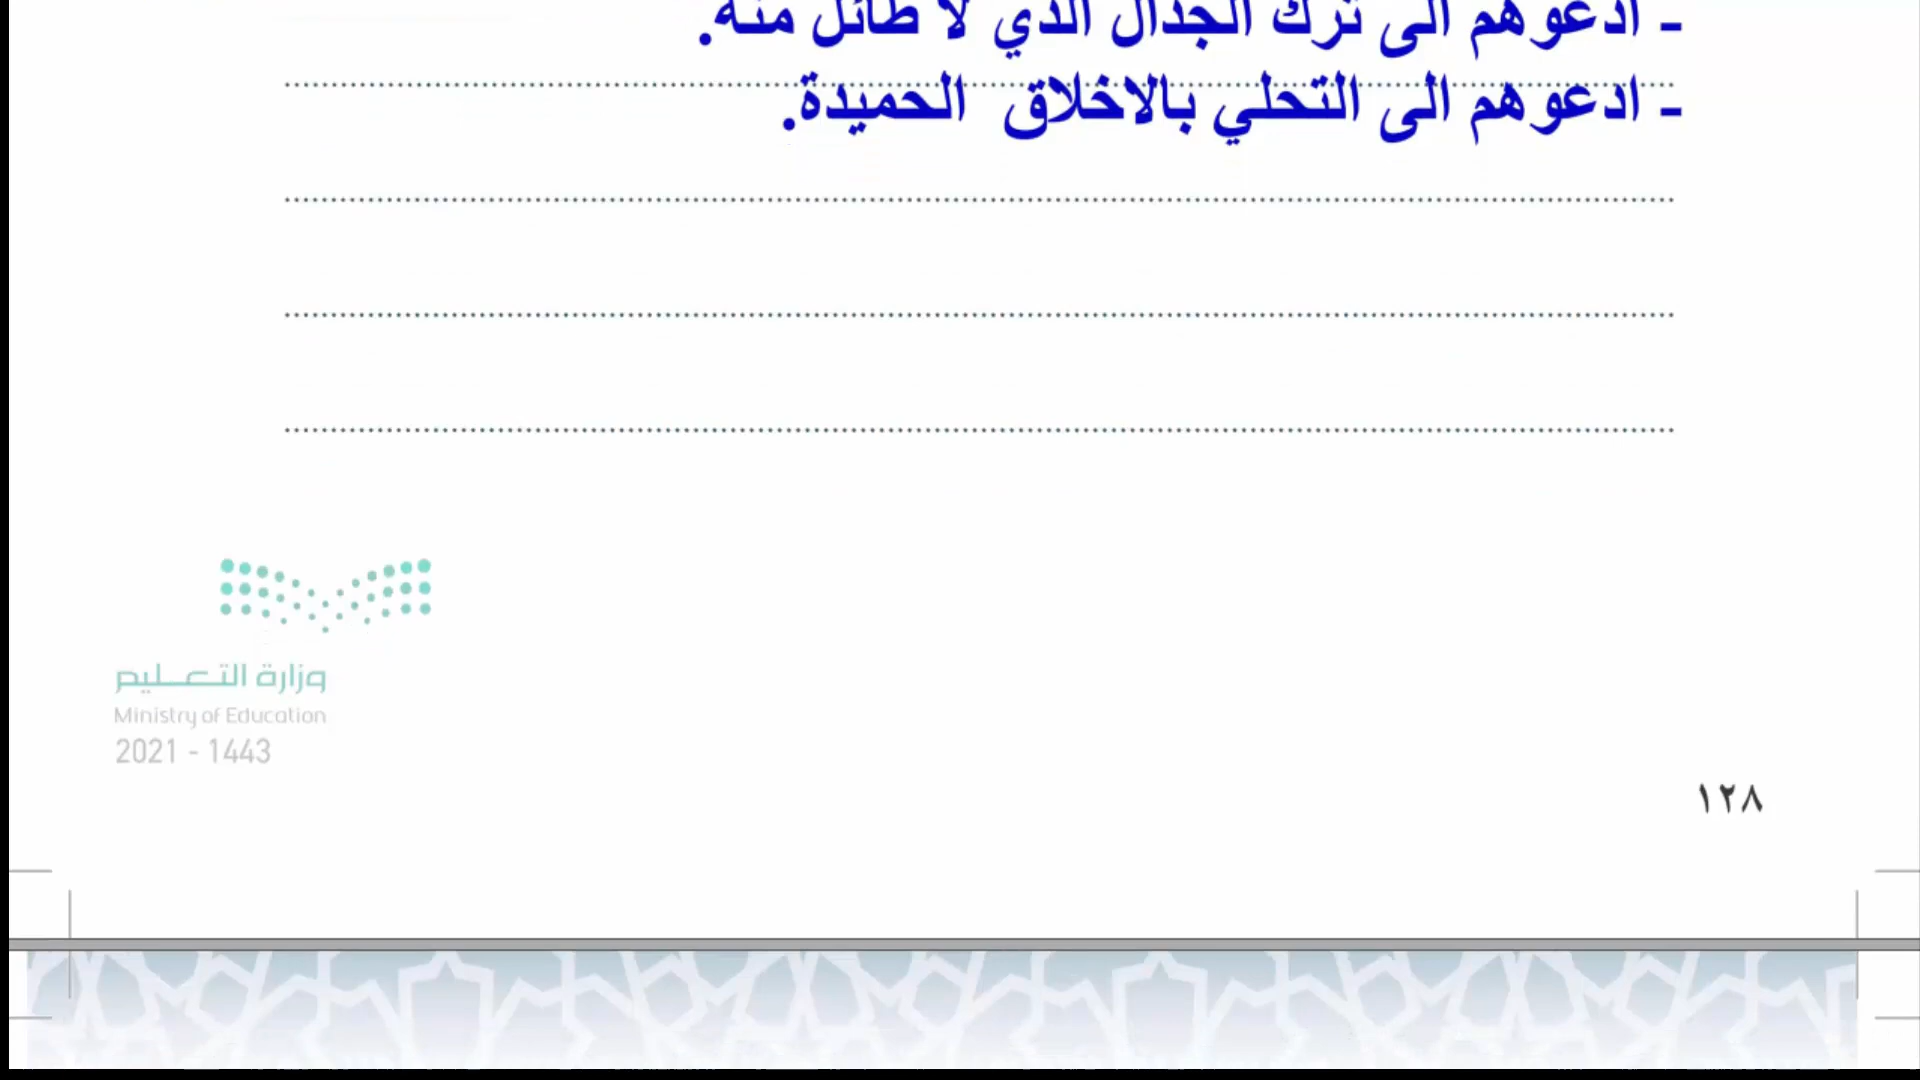 - ادعوهم الى ترك الجدال الذي لا طائل منه.
- ادعوهم الى التحلي بالاخلاق الحميدة.
وزارة التعليم
Ministry of Education
2021 - 1443
١٢٨